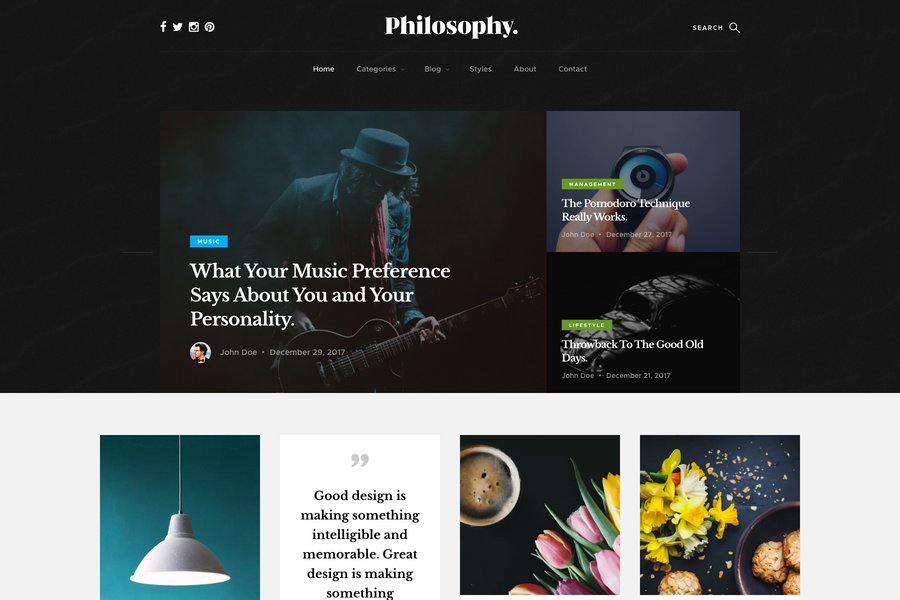 Philosophy.
SEARCH
Home Categories Blog Styles About Contact
MUSIC
What Your Music Preference
Says About You and Your
Personality.
John Doe • December 29, 2017
MANAGEMENT
The Pomodoro Technique
Really Works.
John Doe • December 27, 2017
LIFESTYLE
Throwback To The Good Old
Days.
John Doe • December 21, 2017
”
Good design is
making something
intelligible and
memorable. Great
design is making
something